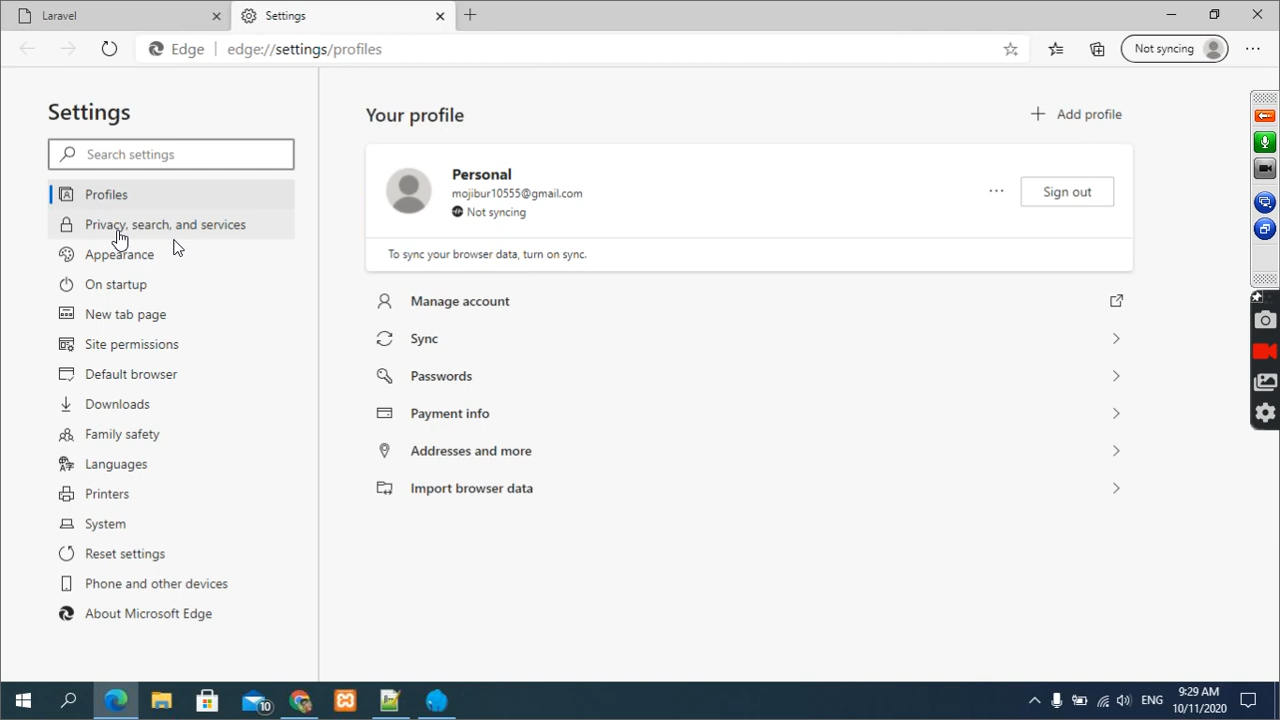 Laravel
Settings
Edge
edge://settings/profiles
Not syncing
Settings
Search settings
Profiles
Privacy, search, and services
Appearance
On startup
New tab page
Site permissions
Default browser
Downloads
Family safety
Languages
Printers
System
Reset settings
Phone and other devices
About Microsoft Edge
Your profile
Add profile
Personal
mojibur10555@gmail.com
Not syncing
Sign out
To sync your browser data, turn on sync.
Manage account
Sync
Passwords
Payment info
Addresses and more
Import browser data
10
ENG
9:29 AM
10/11/2020